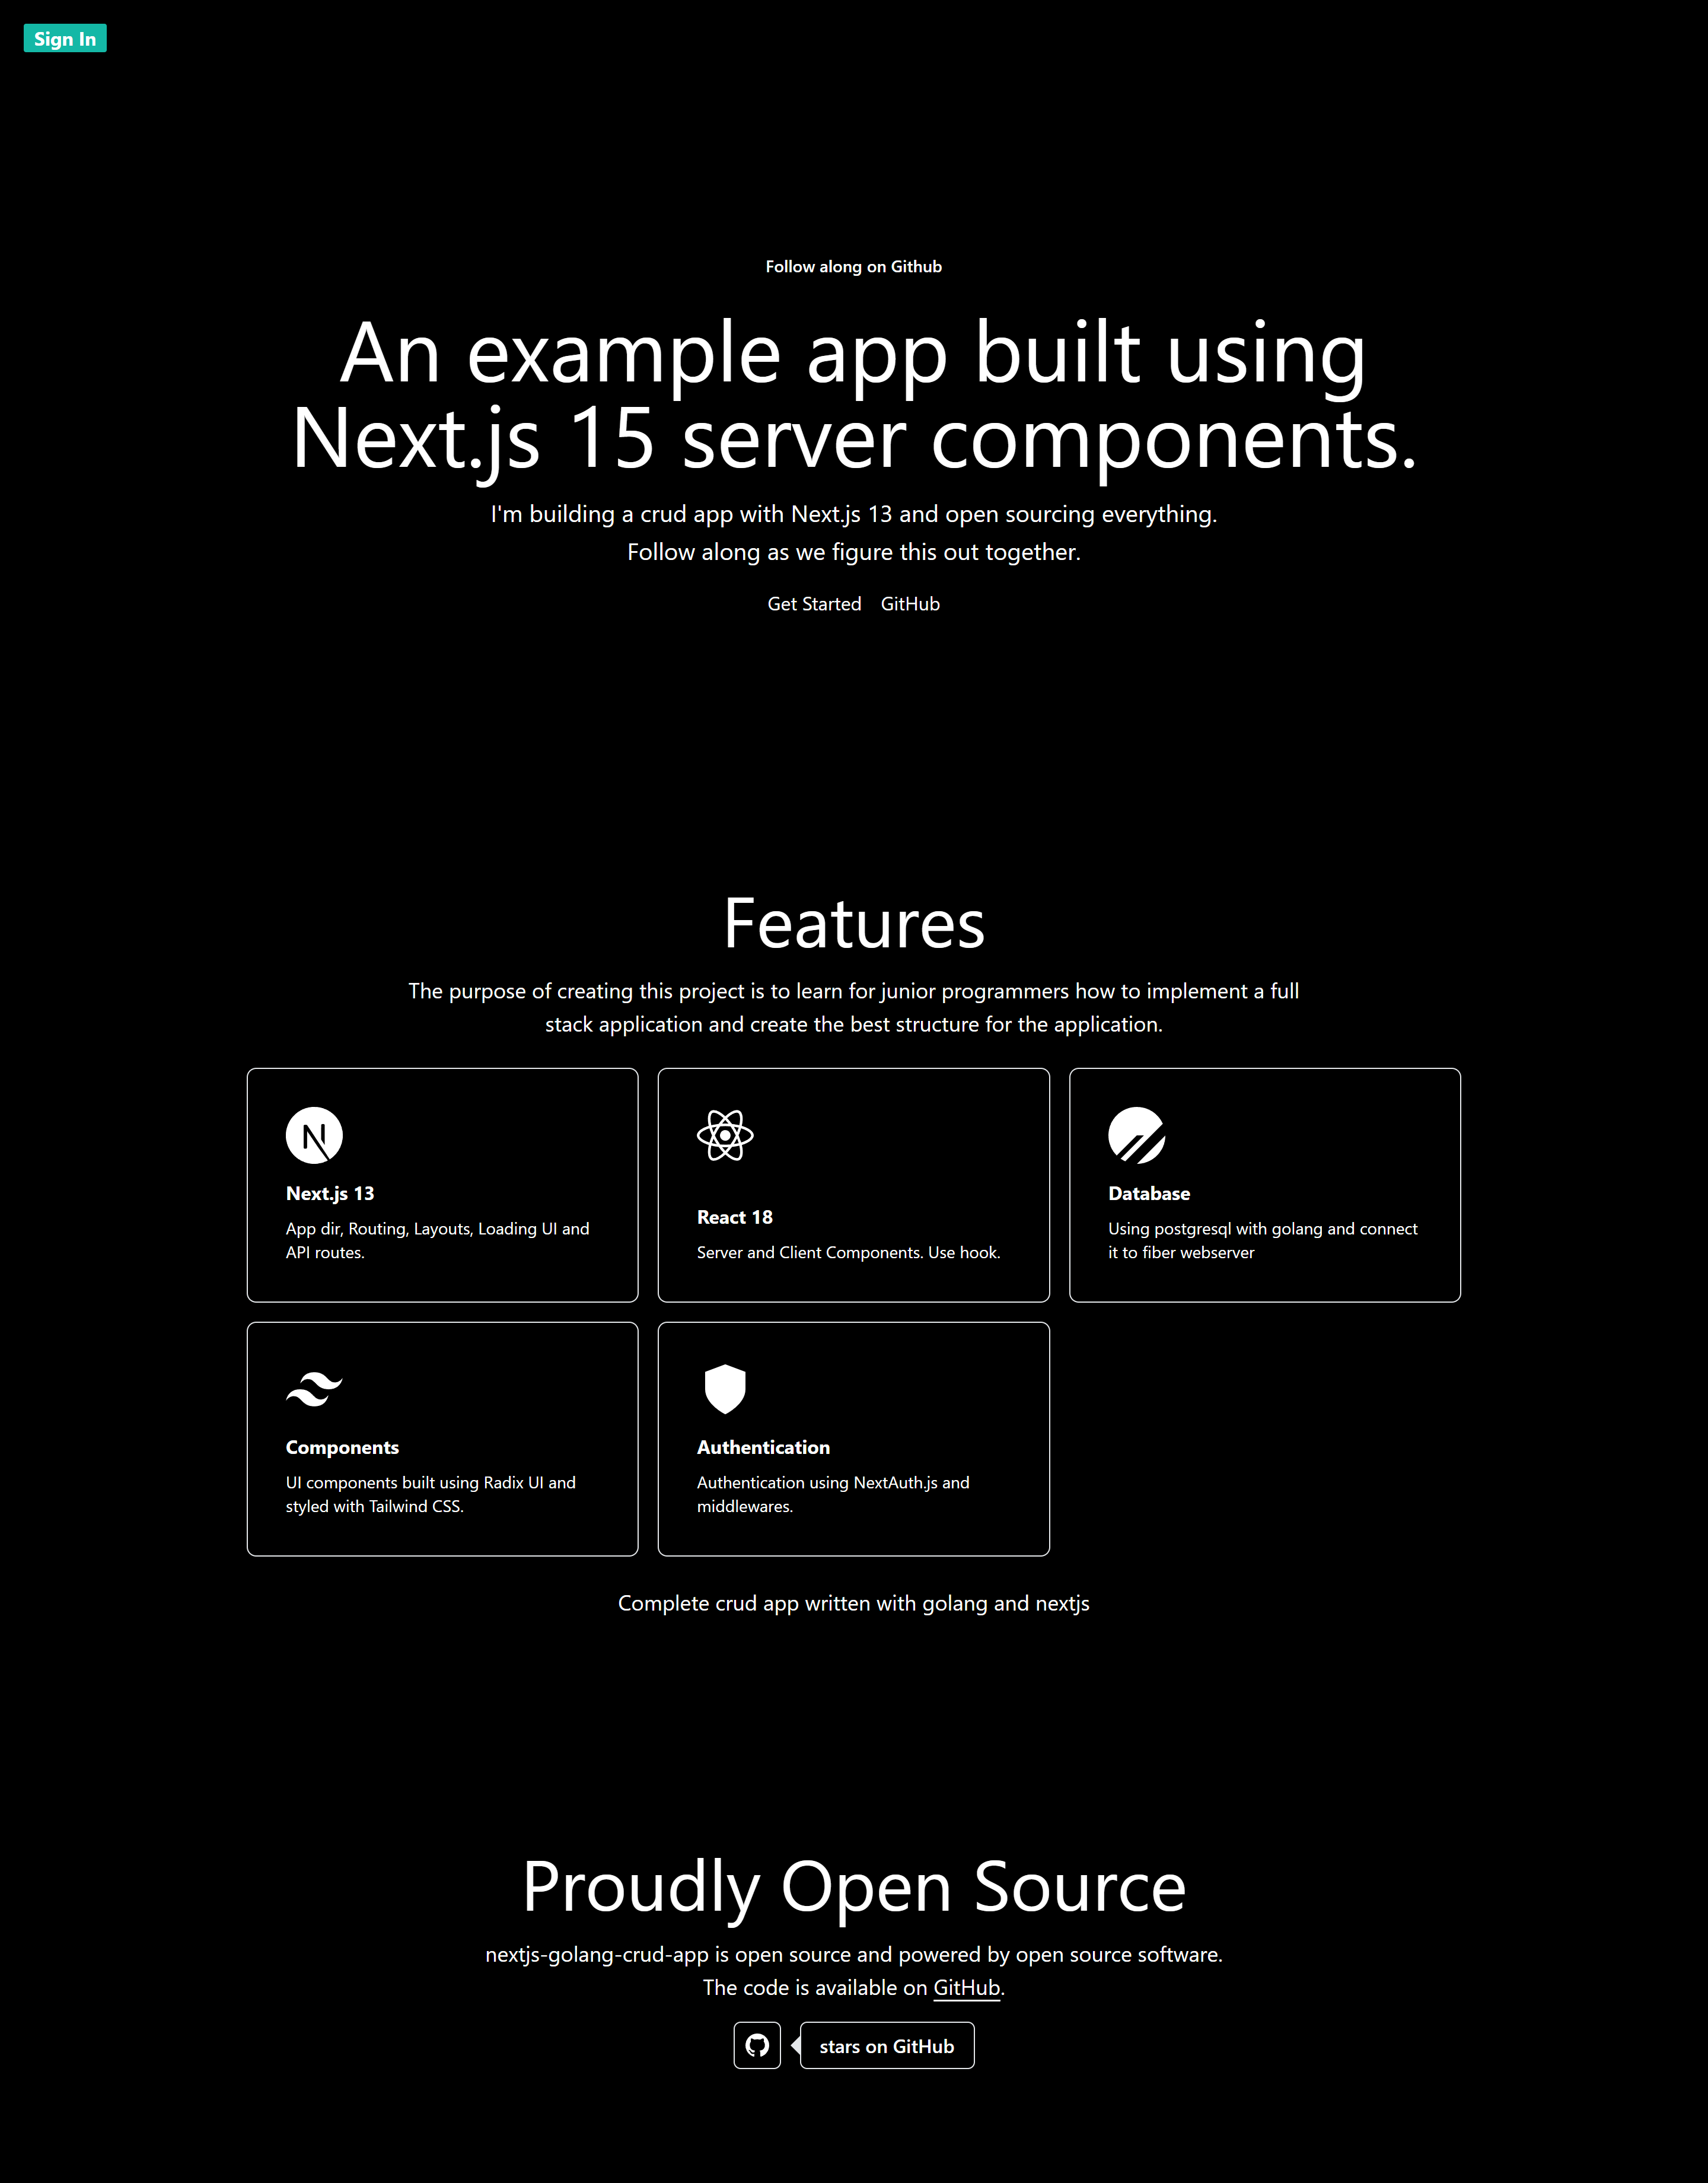 Sign In
Follow along on Github
An example app built using
Next.js 15 server components.
I'm building a crud app with Next.js 13 and open sourcing everything.
Follow along as we figure this out together.
Get Started GitHub
Features
The purpose of creating this project is to learn for junior programmers how to implement a full
stack application and create the best structure for the application.
Next.js 13
App dir, Routing, Layouts, Loading UI and
API routes.
React 18
Server and Client Components. Use hook.
Database
Using postgresql with golang and connect
it to fiber webserver
Components
UI components built using Radix UI and
styled with Tailwind CSS.
Authentication
Authentication using NextAuth.js and
middlewares.
Complete crud app written with golang and nextjs
Proudly Open Source
nextjs-golang-crud-app is open source and powered by open source software.
The code is available on GitHub.
stars on GitHub